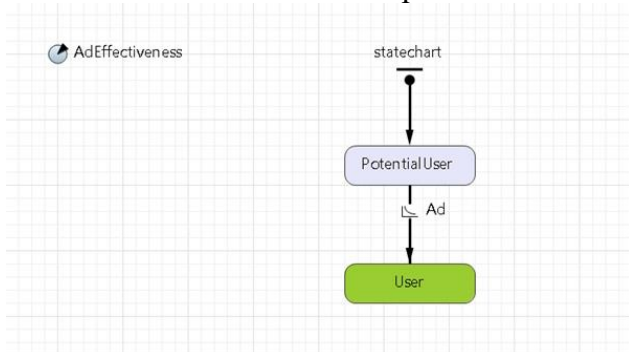 AdEffectiveness
statechart
PotentialUser
Ad
User